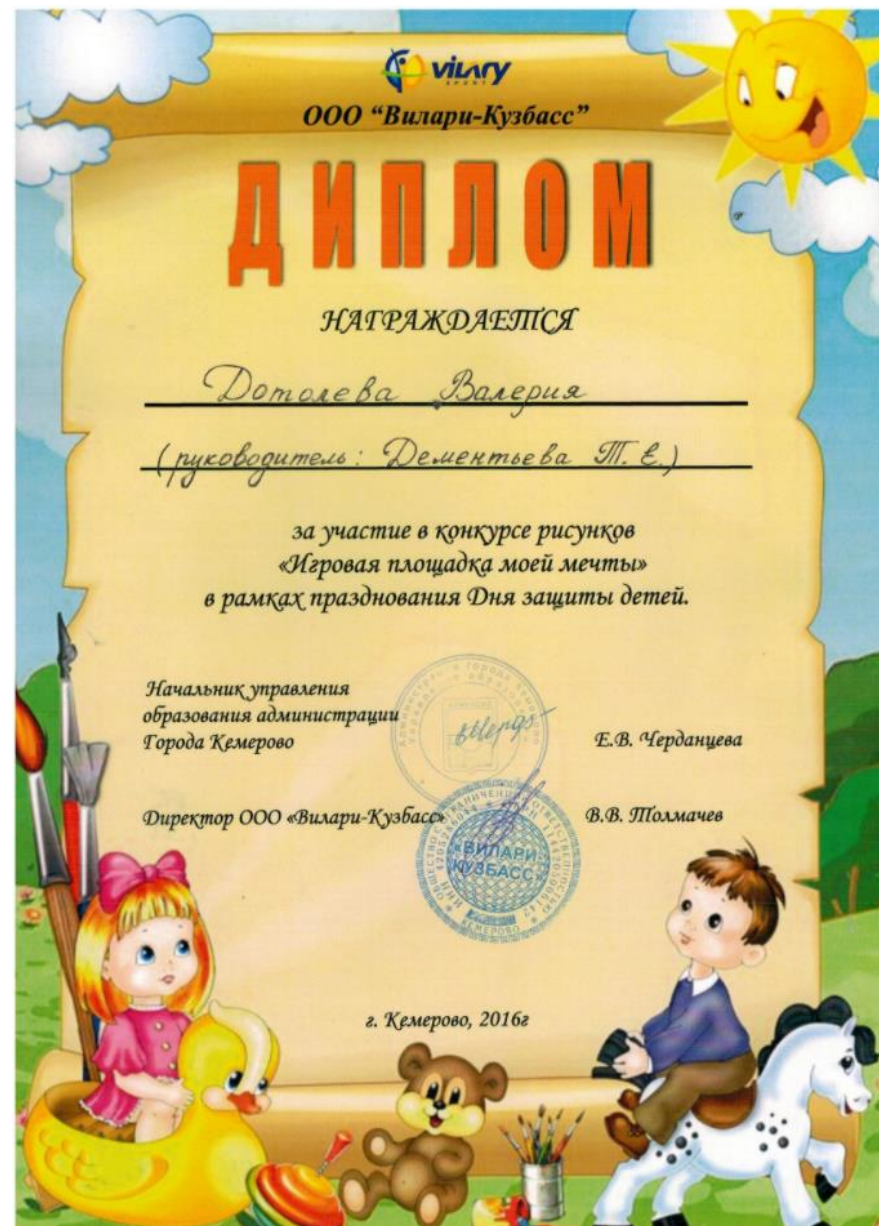 vilary
SPORT
ООО “Вилари-Кузбасс”
ДИПЛОМ
НАГРАЖДАЕТСЯ
Дотолева Валерия
(руководитель: Дементьева Т. Е.)
за участие в конкурсе рисунков
«Игровая площадка моей мечты»
в рамках празднования Дня защиты детей.
Начальник управления
образования администрации
Города Кемерово
Е.В. Черданцева
Директор ООО «Вилари-Кузбасс»
В.В. Толмачев
«ВИЛАРИ-
КУЗБАСС»
КЕМЕРОВО
г. Кемерово, 2016г